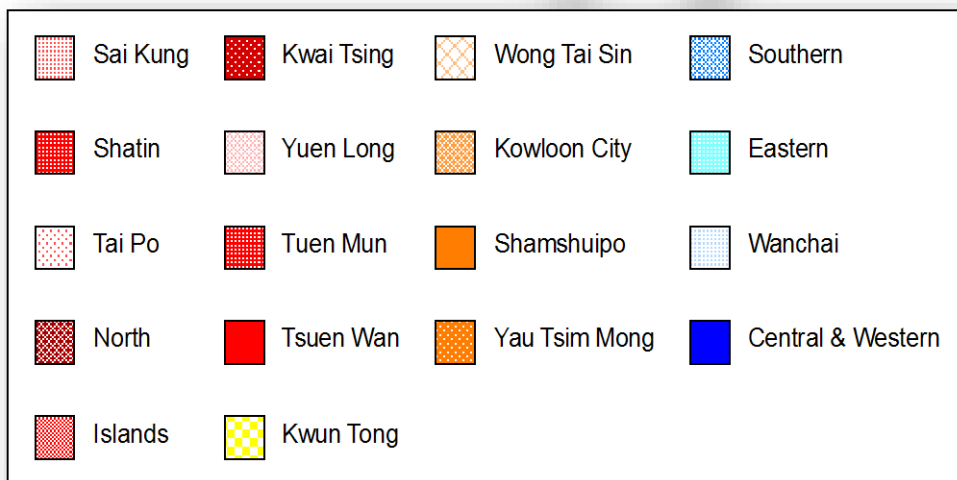 Sai Kung Kwai Tsing Wong Tai Sin Southern
Shatin Yuen Long Kowloon City Eastern
Tai Po Tuen Mun Shamshuipo Wanchai
North Tsuen Wan Yau Tsim Mong Central & Western
Islands Kwun Tong